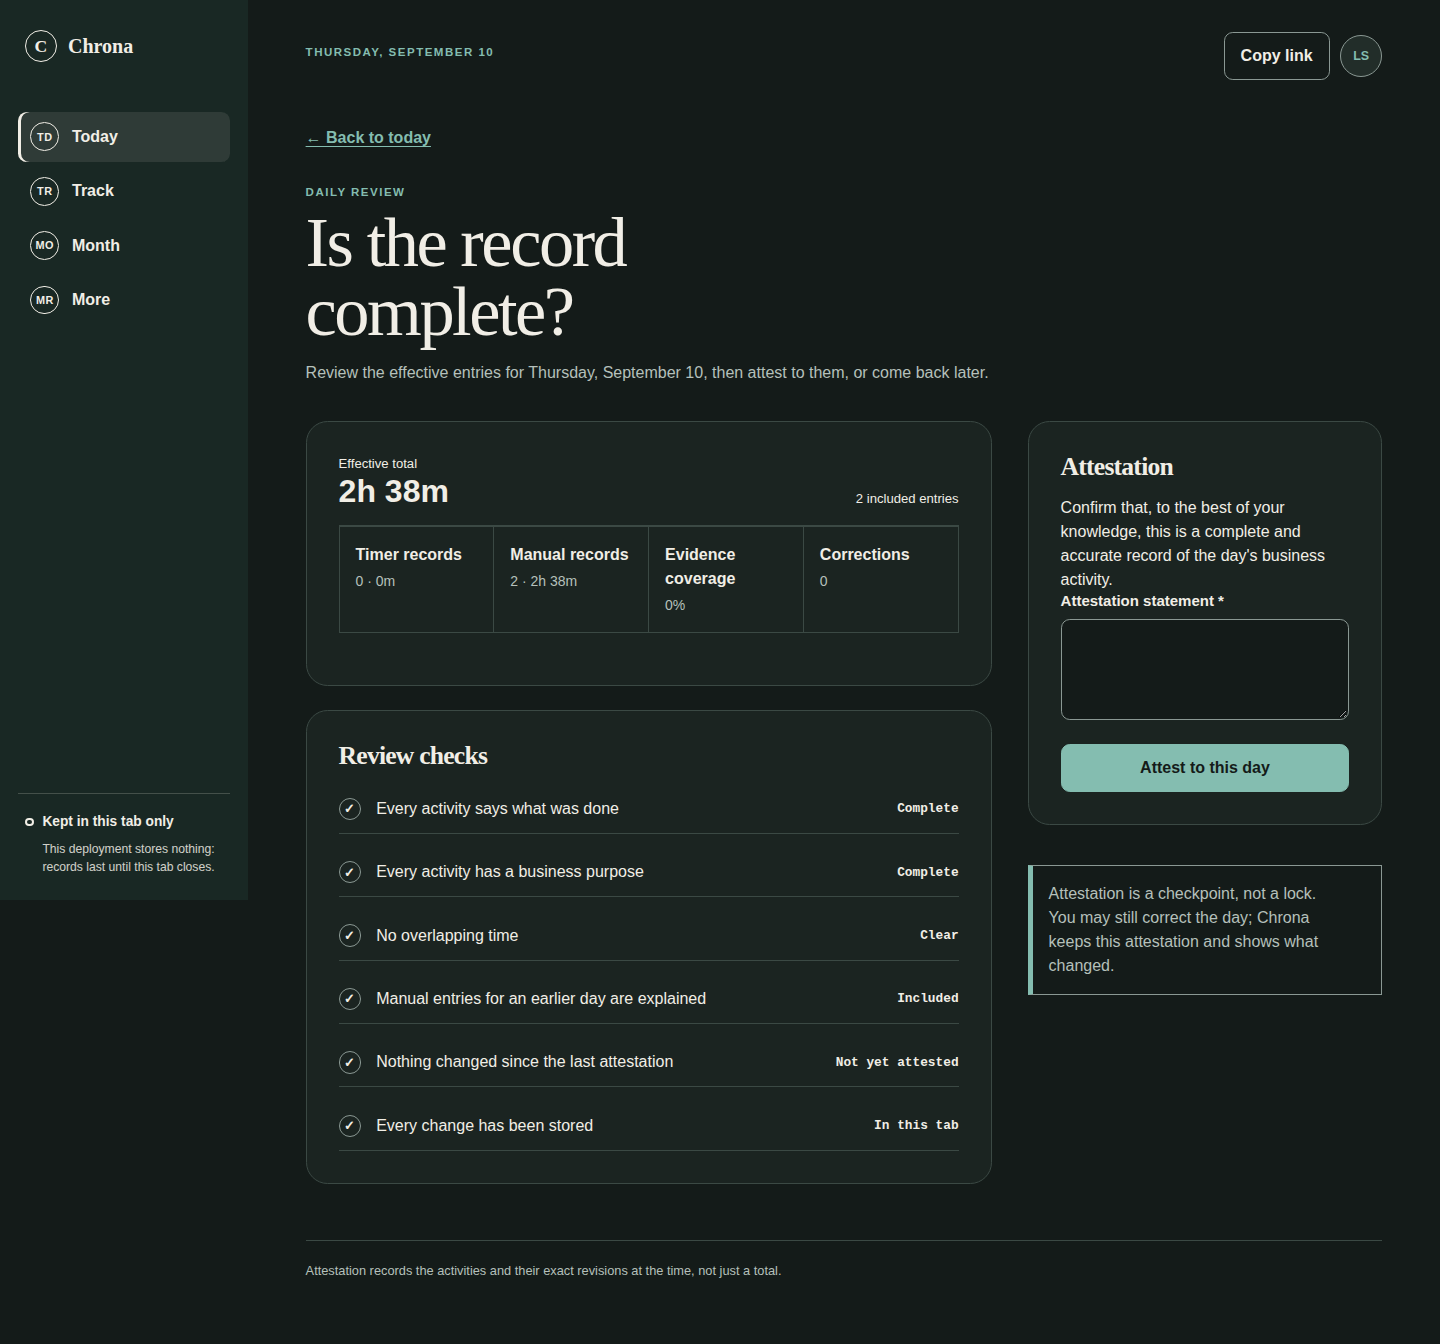 C Chrona
TD Today
TR Track
MO Month
MR More
Kept in this tab only
This deployment stores nothing:
records last until this tab closes.
THURSDAY, SEPTEMBER 10
Copy link
LS
← Back to today
DAILY REVIEW
Is the record
complete?
Review the effective entries for Thursday, September 10, then attest to them, or come back later.
Effective total
2h 38m
2 included entries
Timer records
0 · 0m
Manual records
2 · 2h 38m
Evidence
coverage
0%
Corrections
0
Review checks
✓ Every activity says what was done Complete
✓ Every activity has a business purpose Complete
✓ No overlapping time Clear
✓ Manual entries for an earlier day are explained Included
✓ Nothing changed since the last attestation Not yet attested
✓ Every change has been stored In this tab
Attestation
Confirm that, to the best of your
knowledge, this is a complete and
accurate record of the day's business
activity.
Attestation statement *
Attest to this day
Attestation is a checkpoint, not a lock.
You may still correct the day; Chrona
keeps this attestation and shows what
changed.
Attestation records the activities and their exact revisions at the time, not just a total.